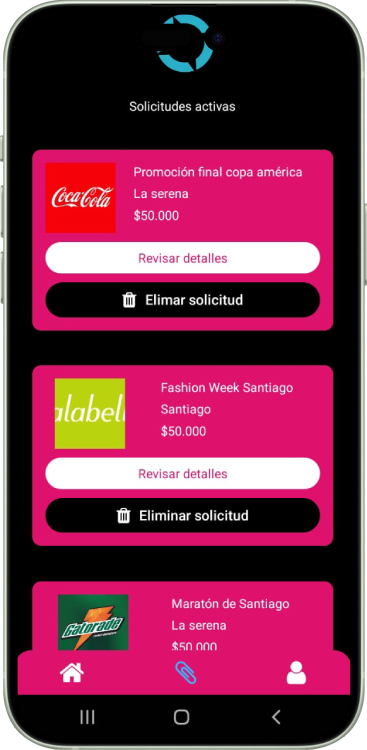 Solicitudes activas
Coca-Cola
Promoción final copa américa
La serena
$50.000
Revisar detalles
Elimar solicitud
alabell
Fashion Week Santiago
Santiago
$50.000
Revisar detalles
Eliminar solicitud
Gatorade
Maratón de Santiago
La serena
$50.000